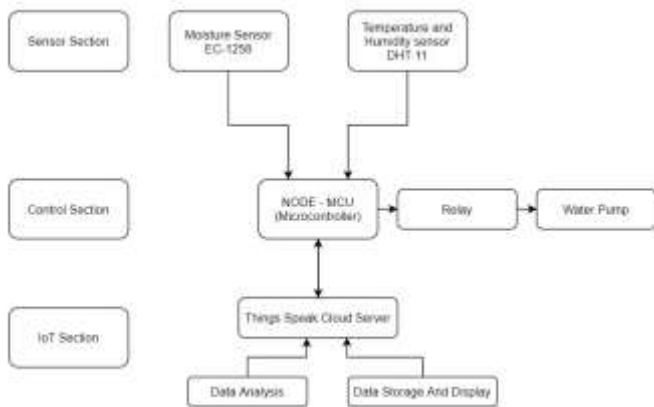 Sensor Section
Moisture Sensor
EC-1258
Temperature and
Humidity sensor
DHT 11
Control Section
NODE - MCU
(Microcontroller)
Relay
Water Pump
IoT Section
Things Speak Cloud Server
Data Analysis
Data Storage And Display